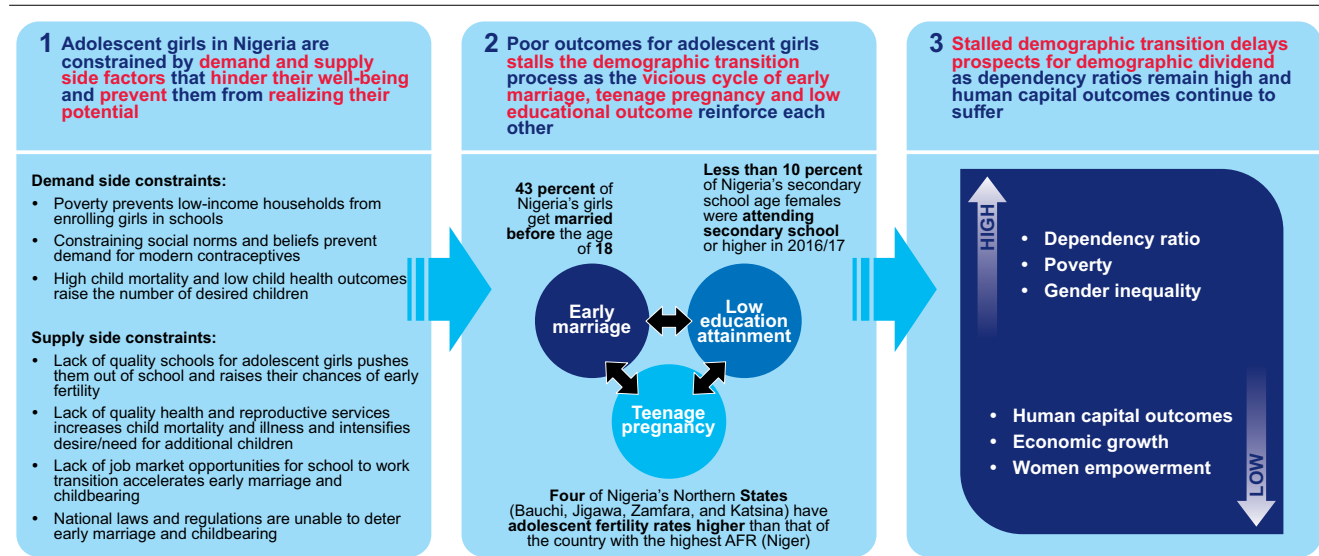 1 Adolescent girls in Nigeria are
constrained by demand and supply
side factors that hinder their well-being
and prevent them from realizing their
potential
Demand side constraints:
• Poverty prevents low-income households from
enrolling girls in schools
• Constraining social norms and beliefs prevent
demand for modern contraceptives
• High child mortality and low child health outcomes
raise the number of desired children
Supply side constraints:
• Lack of quality schools for adolescent girls pushes
them out of school and raises their chances of early
fertility
• Lack of quality health and reproductive services
increases child mortality and illness and intensifies
desire/need for additional children
• Lack of job market opportunities for school to work
transition accelerates early marriage and
childbearing
• National laws and regulations are unable to deter
early marriage and childbearing
2 Poor outcomes for adolescent girls
stalls the demographic transition
process as the vicious cycle of early
marriage, teenage pregnancy and low
educational outcome reinforce each
other
43 percent of
Nigeria's girls
get married
before the age
of 18
Less than 10 percent
of Nigeria's secondary
school age females
were attending
secondary school
or higher in 2016/17
Early
marriage
Low
education
attainment
Teenage
pregnancy
Four of Nigeria's Northern States
(Bauchi, Jigawa, Zamfara, and Katsina) have
adolescent fertility rates higher than that of
the country with the highest AFR (Niger)
3 Stalled demographic transition delays
prospects for demographic dividend
as dependency ratios remain high and
human capital outcomes continue to
suffer
HIGH
• Dependency ratio
• Poverty
• Gender inequality
• Human capital outcomes
• Economic growth
• Women empowerment
LOW